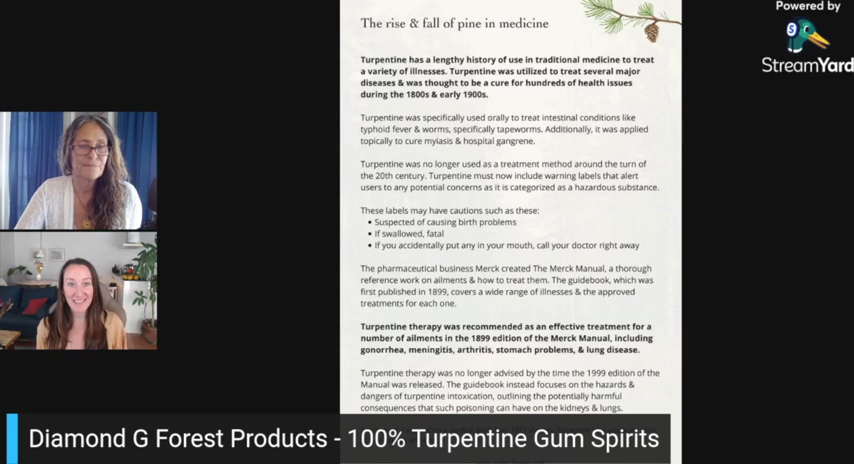 The rise & fall of pine in medicine
Powered by
S
StreamYard
Turpentine has a lengthy history of use in traditional medicine to treat
a variety of illnesses. Turpentine was utilized to treat several major
diseases & was thought to be a cure for hundreds of health issues
during the 1800s & early 1900s.
Turpentine was specifically used orally to treat intestinal conditions like
typhoid fever & worms, specifically tapeworms. Additionally, it was applied
topically to cure myiasis & hospital gangrene.
Turpentine was no longer used as a treatment method around the turn of
the 20th century. Turpentine must now include warning labels that alert
users to any potential concerns as it is categorized as a hazardous substance.
These labels may have cautions such as these:
• Suspected of causing birth problems
• If swallowed, fatal
• If you accidentally put any in your mouth, call your doctor right away
The pharmaceutical business Merck created The Merck Manual, a thorough
reference work on ailments & how to treat them. The guidebook, which was
first published in 1899, covers a wide range of illnesses & the approved
treatments for each one.
Turpentine therapy was recommended as an effective treatment for a
number of ailments in the 1899 edition of the Merck Manual, including
gonorrhea, meningitis, arthritis, stomach problems, & lung disease.
Turpentine therapy was no longer advised by the time the 1999 edition of the
Manual was released. The guidebook instead focuses on the hazards &
dangers of turpentine intoxication, outlining the potentially harmful
consequences that such poisoning can have on the kidneys & lungs.
Diamond G Forest Products - 100% Turpentine Gum Spirits